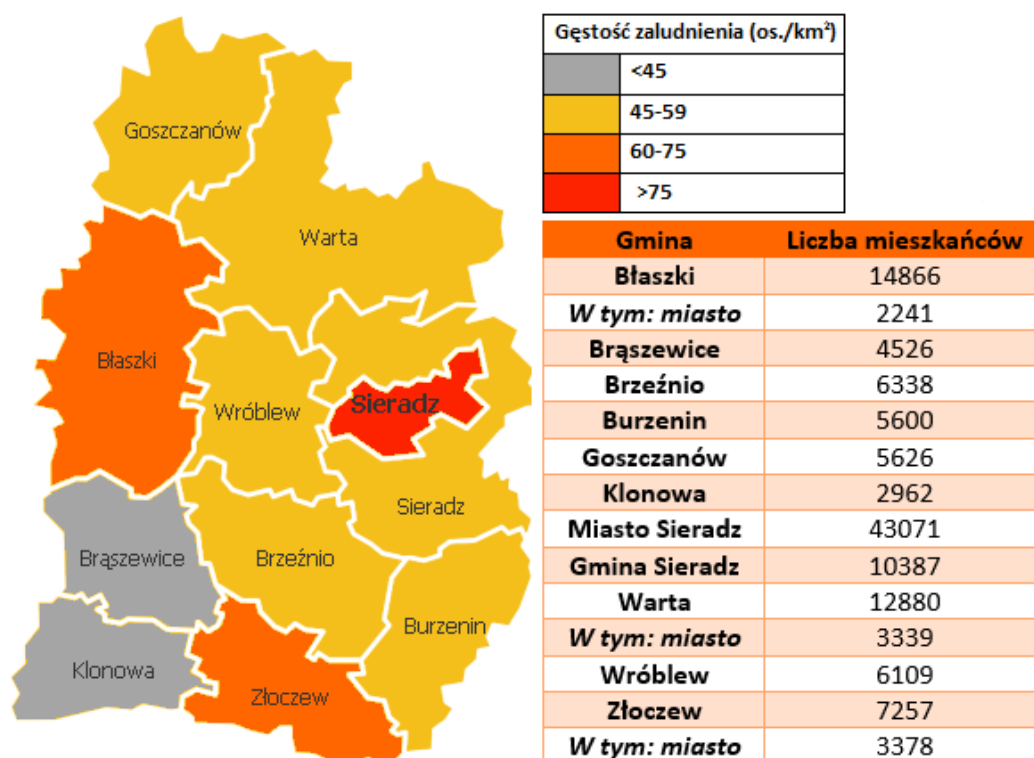 Goszczanów
Warta
Błaszki
Wróblew
Sieradz
Sieradz
Brąszewice
Brzeźnio
Burzenin
Klonowa
Złoczew
Gęstość zaludnienia (os./km²)
<45
45-59
60-75
>75
Gmina Liczba mieszkańców
Błaszki 14866
W tym: miasto 2241
Brąszewice 4526
Brzeźnio 6338
Burzenin 5600
Goszczanów 5626
Klonowa 2962
Miasto Sieradz 43071
Gmina Sieradz 10387
Warta 12880
W tym: miasto 3339
Wróblew 6109
Złoczew 7257
W tym: miasto 3378